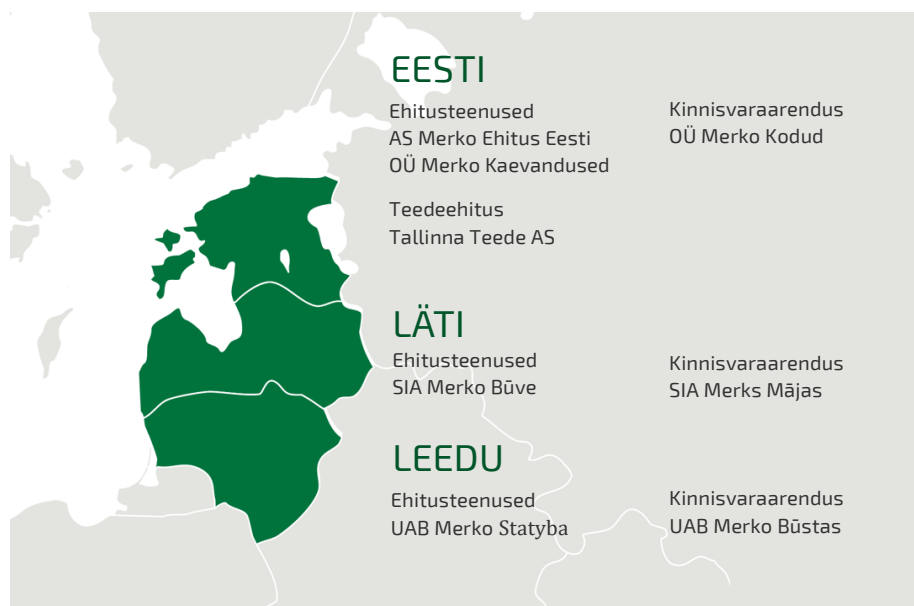 EESTI
Ehitusteenused
AS Merko Ehitus Eesti
OÜ Merko Kaevandused
Kinnisvaraarendus
OÜ Merko Kodud
Teedeehitus
Tallinna Teede AS
LÄTI
Ehitusteenused
SIA Merko Būve
Kinnisvaraarendus
SIA Merks Mājas
LEEDU
Ehitusteenused
UAB Merko Statyba
Kinnisvaraarendus
UAB Merko Būstas